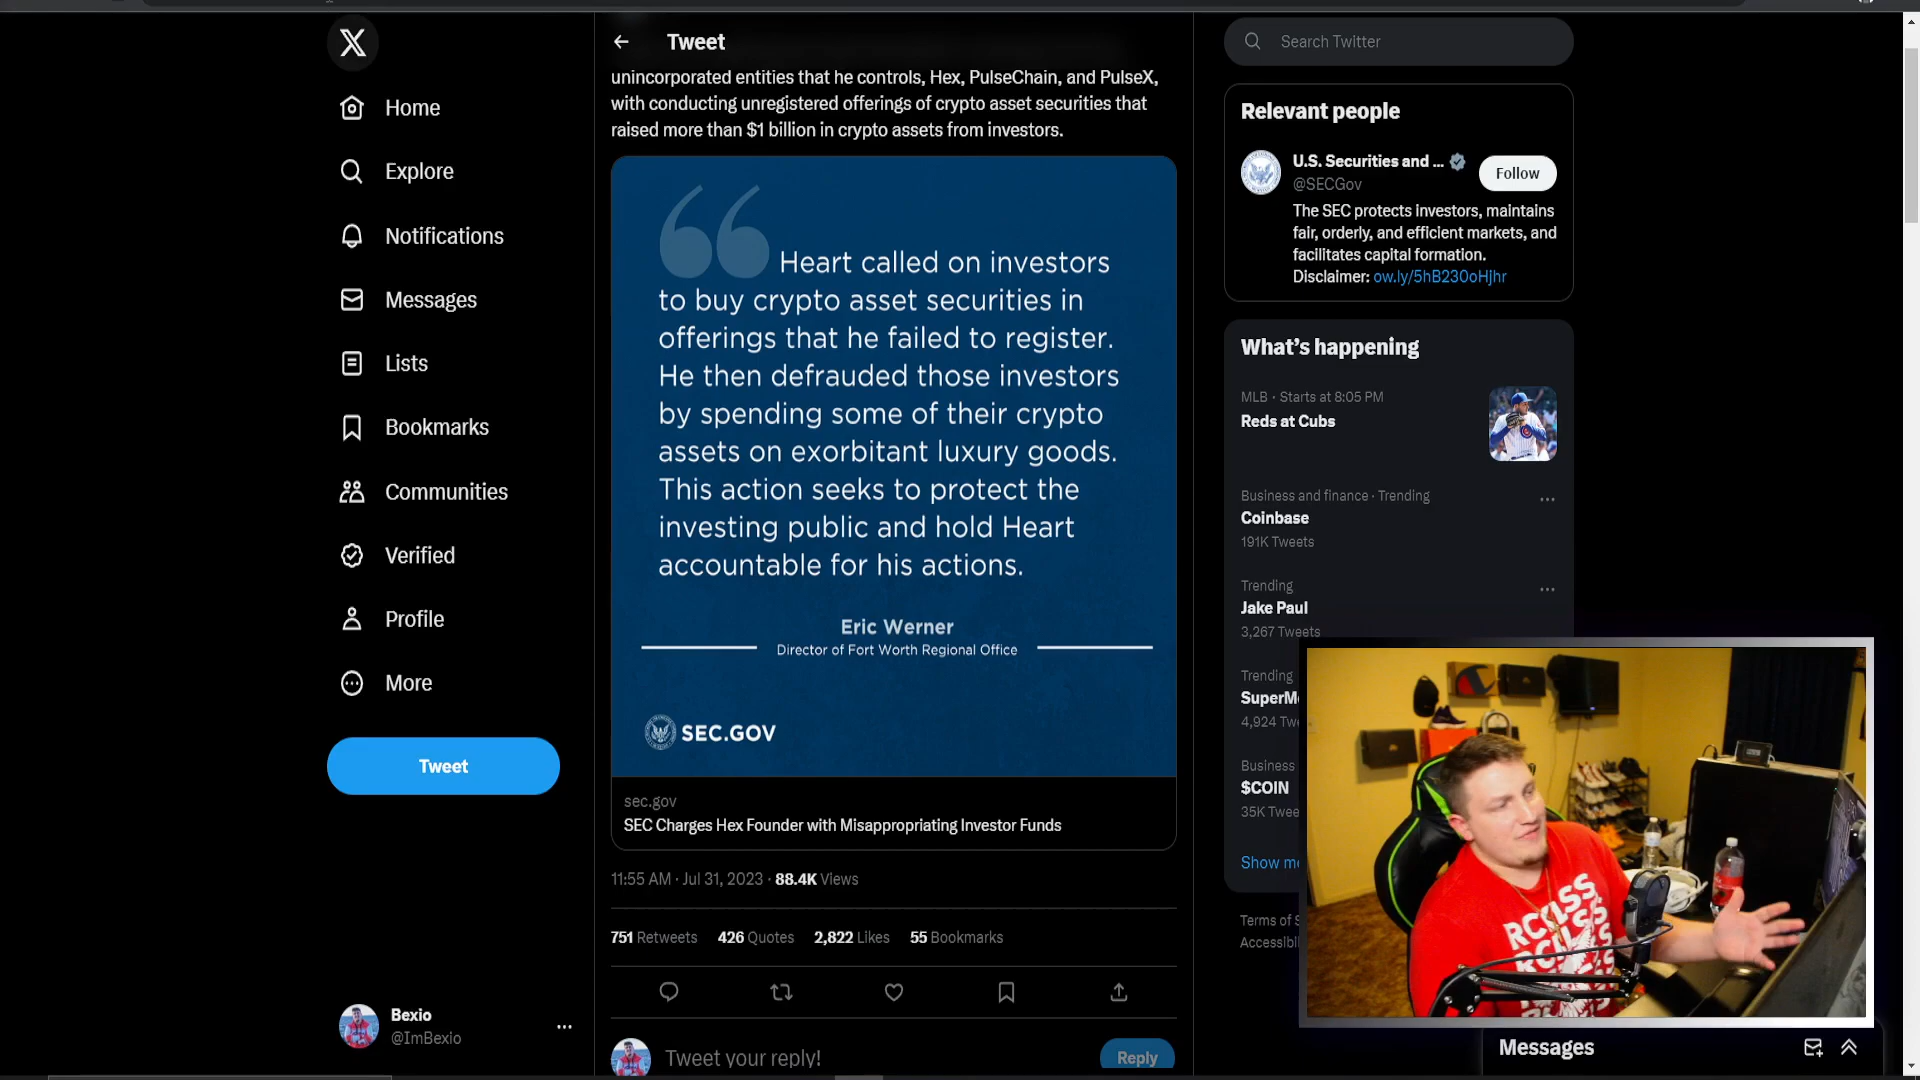 Tweet
Search Twitter
unincorporated entities that he controls, Hex, PulseChain, and PulseX,
with conducting unregistered offerings of crypto asset securities that
raised more than $1 billion in crypto assets from investors.
Home
Explore
Notifications
Messages
Lists
Bookmarks
Communities
Verified
Profile
More
Tweet
Bexio
@ImBexio
“ Heart called on investors
to buy crypto asset securities in
offerings that he failed to register.
He then defrauded those investors
by spending some of their crypto
assets on exorbitant luxury goods.
This action seeks to protect the
investing public and hold Heart
accountable for his actions.
Eric Werner
Director of Fort Worth Regional Office
SEC.GOV
sec.gov
SEC Charges Hex Founder with Misappropriating Investor Funds
11:55 AM · Jul 31, 2023 · 88.4K Views
751 Retweets 426 Quotes 2,822 Likes 55 Bookmarks
Tweet your reply!
Reply
Relevant people
U.S. Securities and ...
@SECGov
Follow
The SEC protects investors, maintains
fair, orderly, and efficient markets, and
facilitates capital formation.
Disclaimer: ow.ly/5hB230oHjhr
What's happening
MLB · Starts at 8:05 PM
Reds at Cubs
Business and finance · Trending
Coinbase
191K Tweets
Trending
Jake Paul
3,267 Tweets
Trending
SuperM
4,924 Twe
Business
$COIN
35K Twee
Show mo
Terms of S
Accessibi
RCASS
Messages